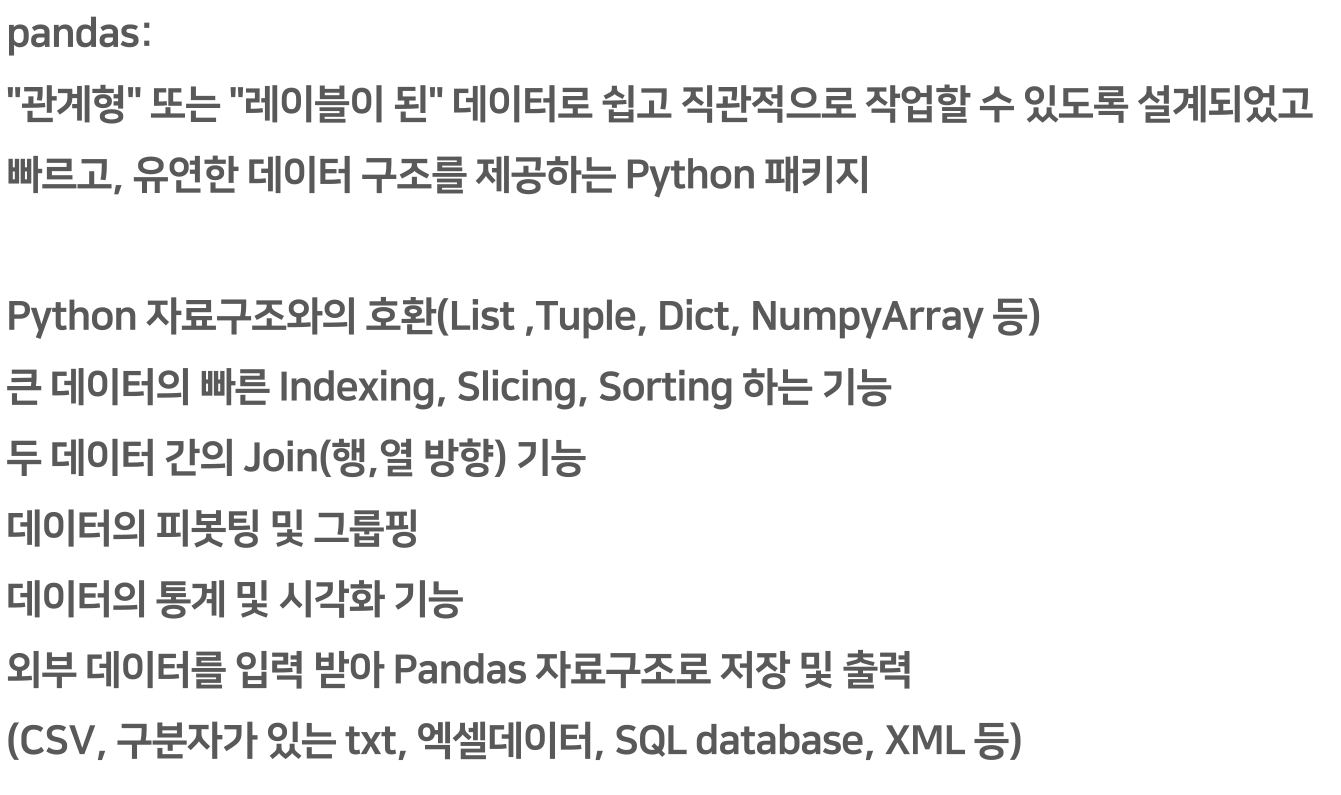 pandas:
"관계형" 또는 "레이블이 된" 데이터로 쉽고 직관적으로 작업할 수 있도록 설계되었고
빠르고, 유연한 데이터 구조를 제공하는 Python 패키지
Python 자료구조와의 호환(List ,Tuple, Dict, NumpyArray 등)
큰 데이터의 빠른 Indexing, Slicing, Sorting 하는 기능
두 데이터 간의 Join(행,열 방향) 기능
데이터의 피봇팅 및 그룹핑
데이터의 통계 및 시각화 기능
외부 데이터를 입력 받아 Pandas 자료구조로 저장 및 출력
(CSV, 구분자가 있는 txt, 엑셀데이터, SQL database, XML 등)